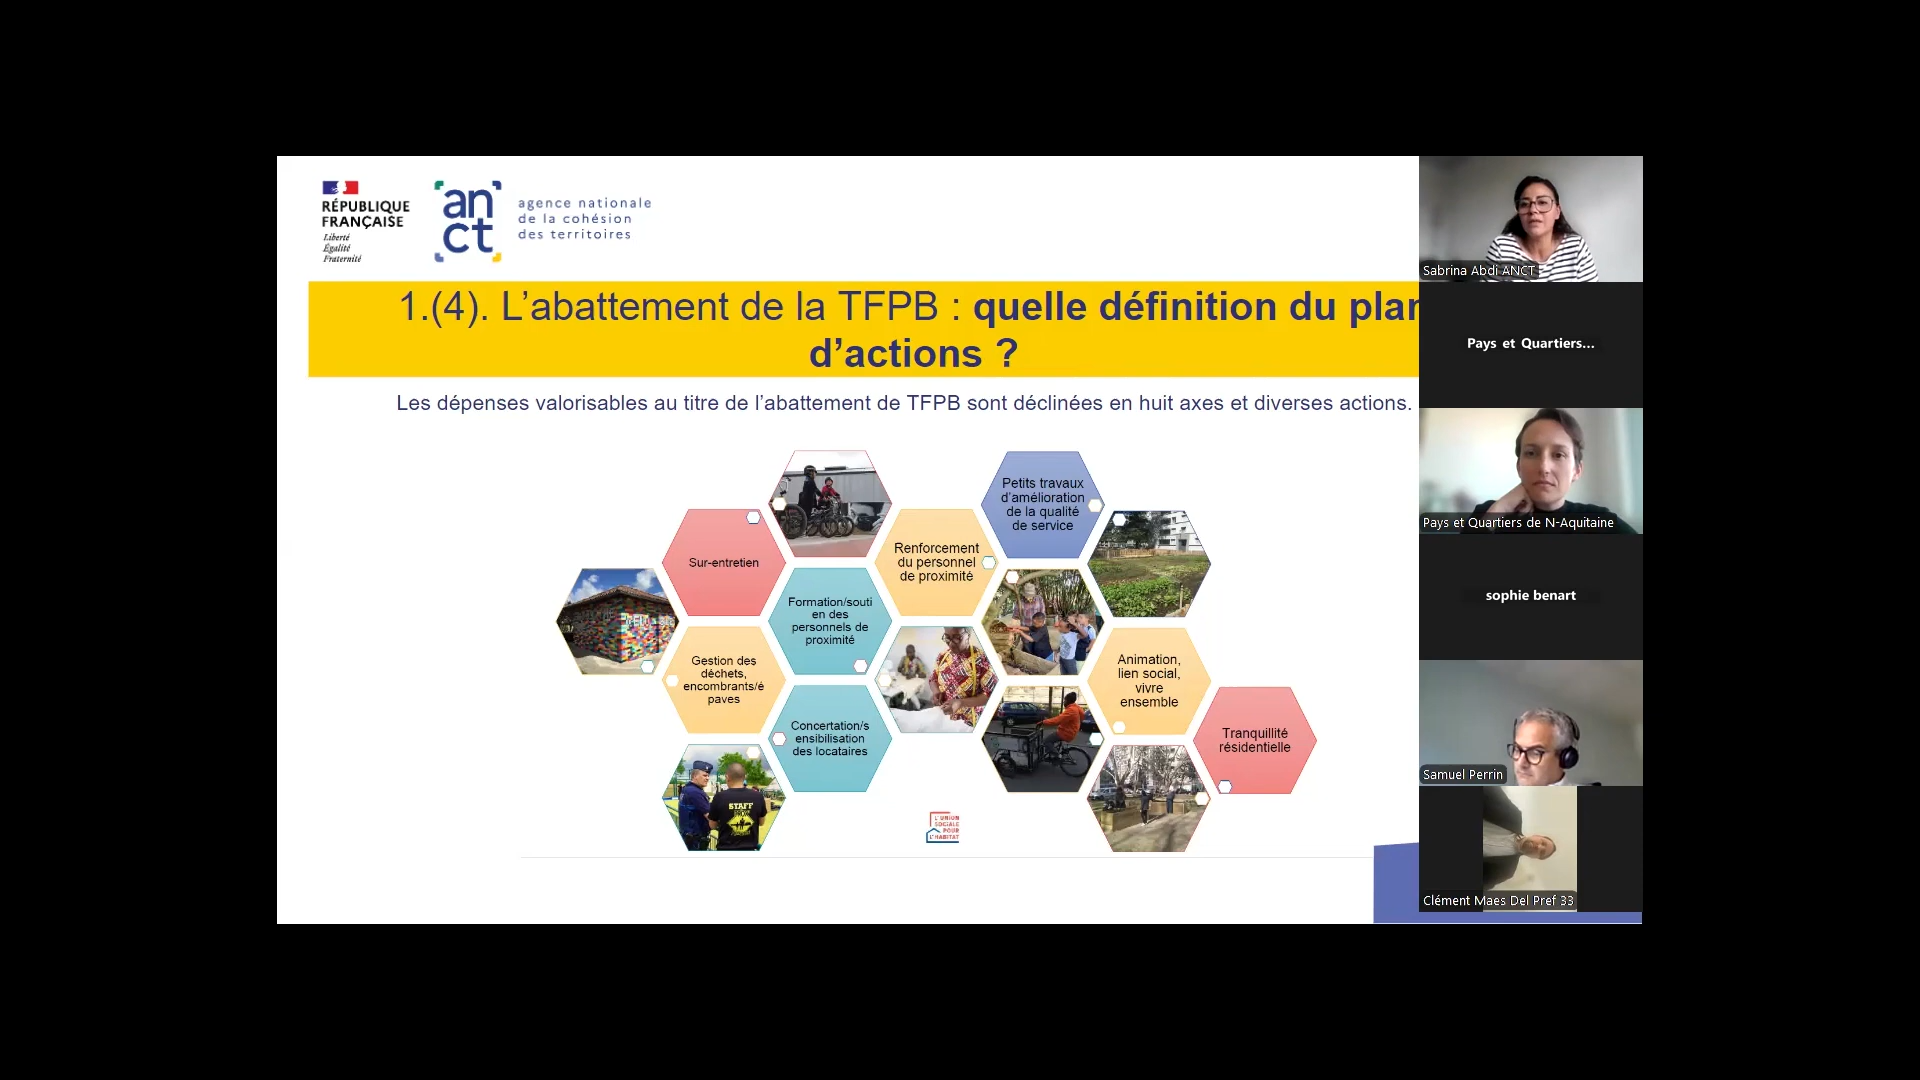 RÉPUBLIQUE
FRANÇAISE
Liberté
Égalité
Fraternité
an
ct
agence nationale
de la cohésion
des territoires
1.(4). L’abattement de la TFPB : quelle définition du plan
d’actions ?
Les dépenses valorisables au titre de l’abattement de TFPB sont déclinées en huit axes et diverses actions.
Petits travaux
d’amélioration
de la qualité
de service
Sur-entretien
Renforcement
du personnel
de proximité
Formation/souti
en des
personnels de
proximité
Gestion des
déchets,
encombrants/é
paves
Animation,
lien social,
vivre
ensemble
Concertation/s
ensibilisation
des locataires
Tranquillité
résidentielle
STAFF
L'UNION
SOCIALE
POUR
L'HABITAT
Sabrina Abdi ANCT
Pays et Quartiers...
Pays et Quartiers de N-Aquitaine
sophie benart
Samuel Perrin
Clément Maes Del Pref 33